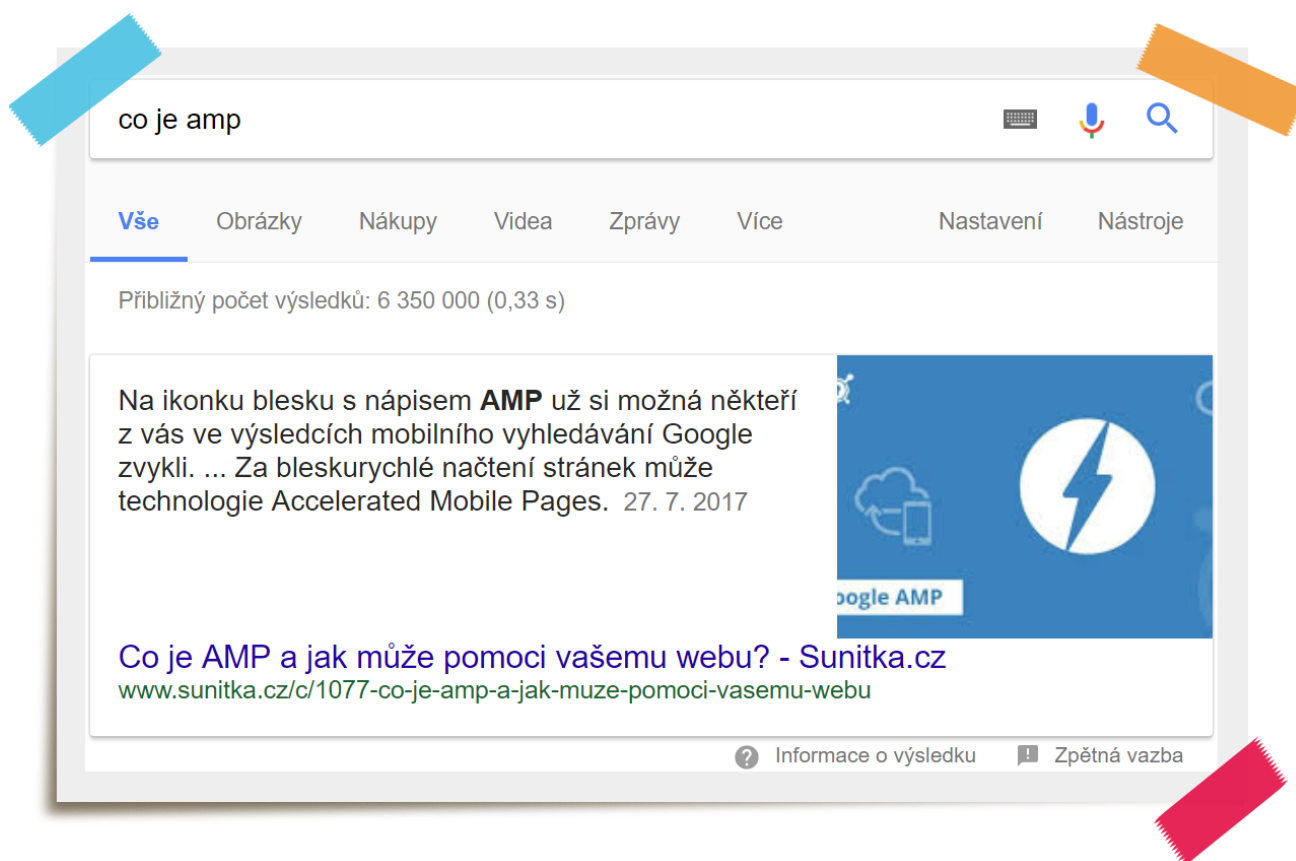 co je amp
Vše Obrázky Nákupy Videa Zprávy Více Nastavení Nástroje
Přibližný počet výsledků: 6 350 000 (0,33 s)
Na ikonku blesku s nápisem AMP už si možná někteří
z vás ve výsledcích mobilního vyhledávání Google
zvykli. ... Za bleskurychlé načtení stránek může
technologie Accelerated Mobile Pages. 27. 7. 2017
oogle AMP
Co je AMP a jak může pomoci vašemu webu? - Sunitka.cz
www.sunitka.cz/c/1077-co-je-amp-a-jak-muze-pomoci-vasemu-webu
Informace o výsledku Zpětná vazba